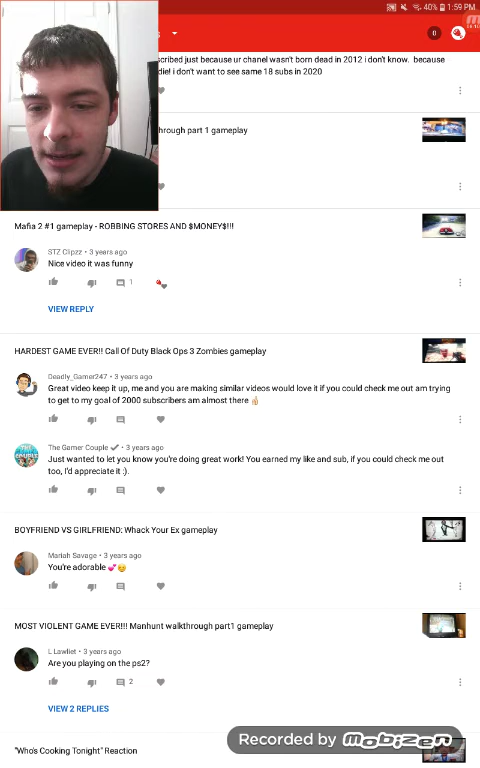 40% 1:59 PM
s
0
scribed just because ur chanel wasn't born dead in 2012 i don't know. because
die! i don't want to see same 18 subs in 2020
hrough part 1 gameplay
Mafia 2 #1 gameplay - ROBBING STORES AND $MONEY$!!!
STZ Clipzz • 3 years ago
Nice video it was funny
1
VIEW REPLY
HARDEST GAME EVER!! Call Of Duty Black Ops 3 Zombies gameplay
Deadly_Gamer247 • 3 years ago
Great video keep it up, me and you are making similar videos would love it if you could check me out am trying
to get to my goal of 2000 subscribers am almost there ☝🏼
The Gamer Couple ✔ • 3 years ago
Just wanted to let you know you're doing great work! You earned my like and sub, if you could check me out
too, I'd appreciate it :).
BOYFRIEND VS GIRLFRIEND: Whack Your Ex gameplay
Mariah Savage • 3 years ago
You're adorable 💕☺
MOST VIOLENT GAME EVER!!! Manhunt walkthrough part1 gameplay
L Lawliet • 3 years ago
Are you playing on the ps2?
2
VIEW 2 REPLIES
Recorded by Mobizen
"Who's Cooking Tonight" Reaction